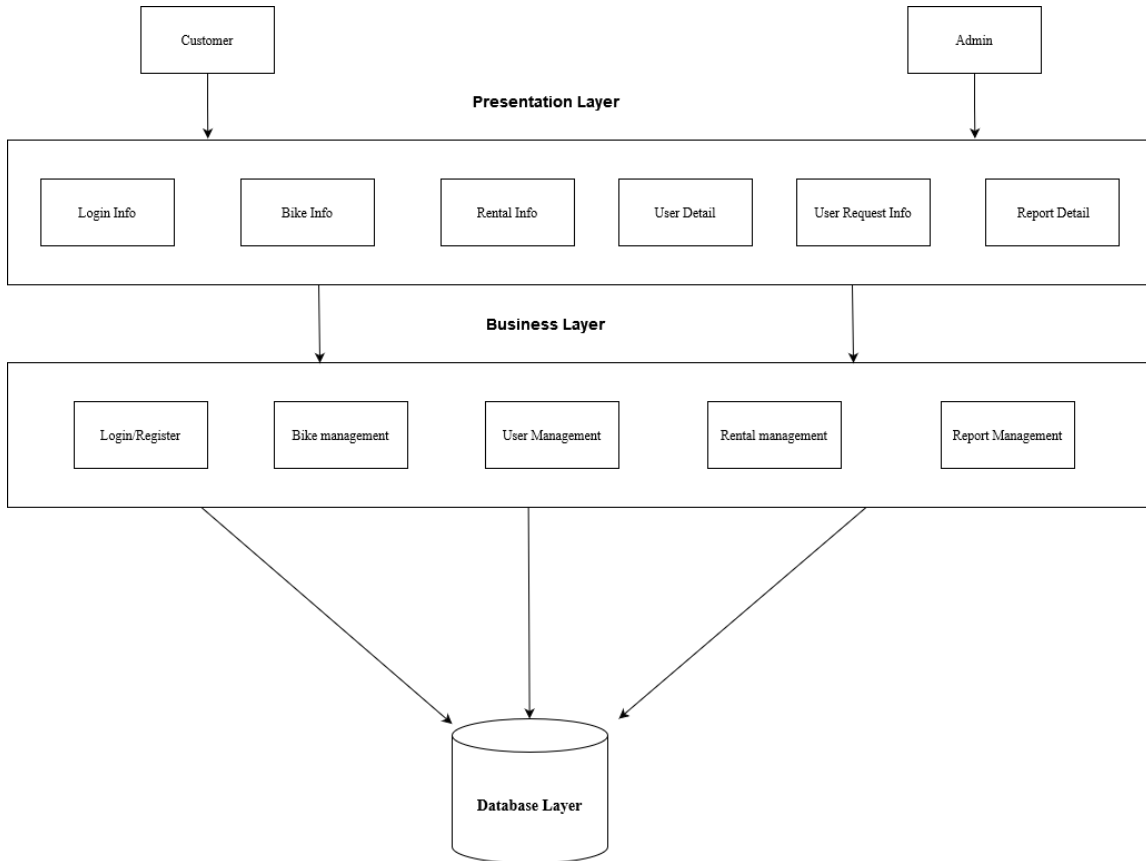 Customer
Admin
Presentation Layer
Login Info
Bike Info
Rental Info
User Detail
User Request Info
Report Detail
Business Layer
Login/Register
Bike management
User Management
Rental management
Report Management
Database Layer